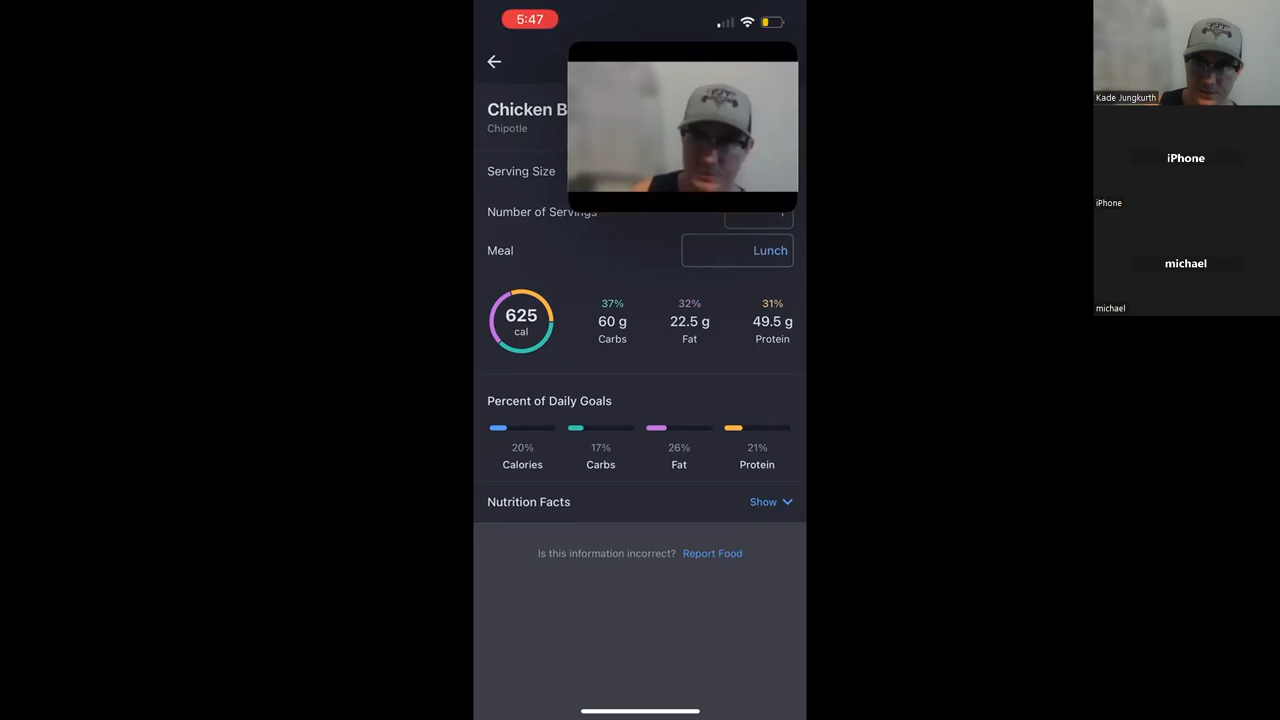 5:47
Chicken B
Chipotle
Serving Size
Number of Servings
Meal
Lunch
625
cal
37%
60 g
Carbs
32%
22.5 g
Fat
31%
49.5 g
Protein
Percent of Daily Goals
20%
Calories
17%
Carbs
26%
Fat
21%
Protein
Nutrition Facts
Show
Is this information incorrect? Report Food
Kade Jungkurth
iPhone
iPhone
michael
michael